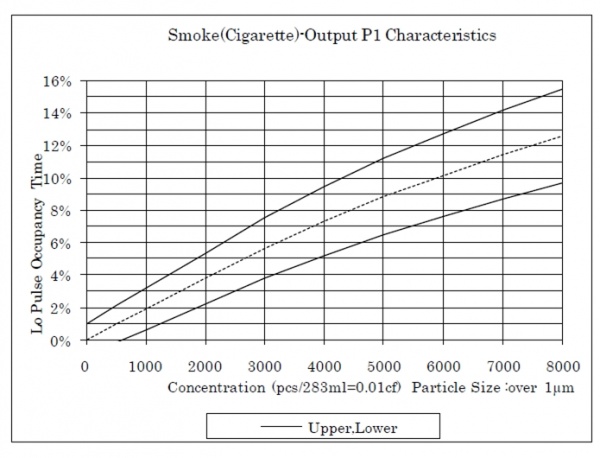 Smoke(Cigarette)-Output P1 Characteristics
16%
14%
12%
10%
8%
6%
4%
2%
0%
Lo Pulse Occupancy Time
0 1000 2000 3000 4000 5000 6000 7000 8000
Concentration (pcs/283ml=0.01cf) Particle Size :over 1μm
Upper,Lower